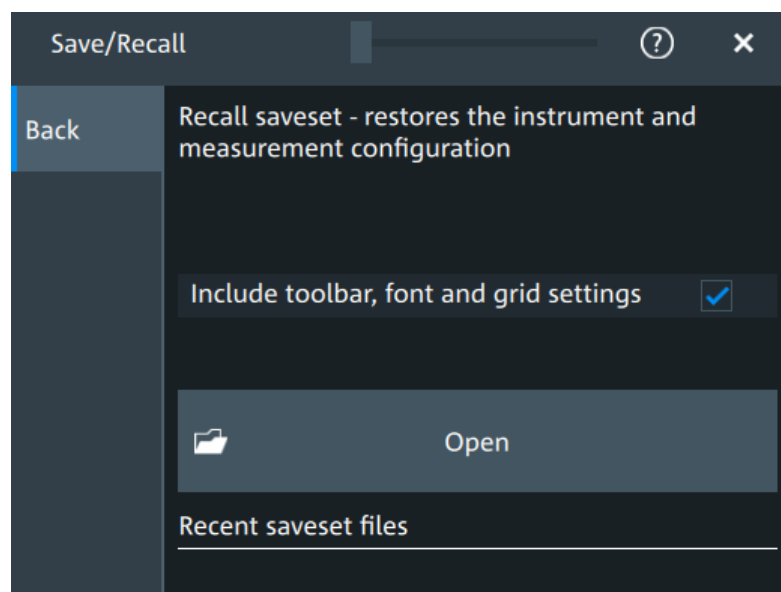 Save/Recall
?
Back
Recall saveset - restores the instrument and
measurement configuration
Include toolbar, font and grid settings
Open
Recent saveset files